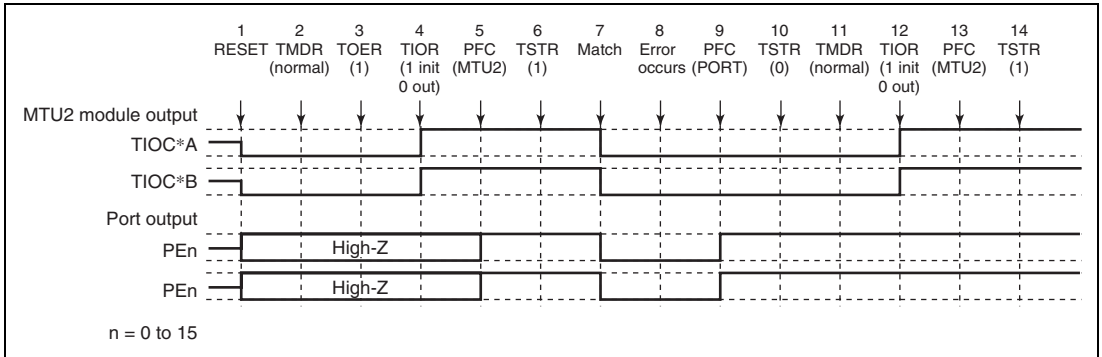 1 2 3 4 5 6 7 8 9 10 11 12 13 14
RESET TMDR TOER TIOR PFC TSTR Match Error PFC TSTR TMDR TIOR PFC TSTR
(normal) (1) (1 init (MTU2) (1) occurs (PORT) (0) (normal) (1 init (MTU2) (1)
0 out) 0 out)
MTU2 module output
TIOC*A
TIOC*B
Port output
PEn High-Z
PEn High-Z
n = 0 to 15